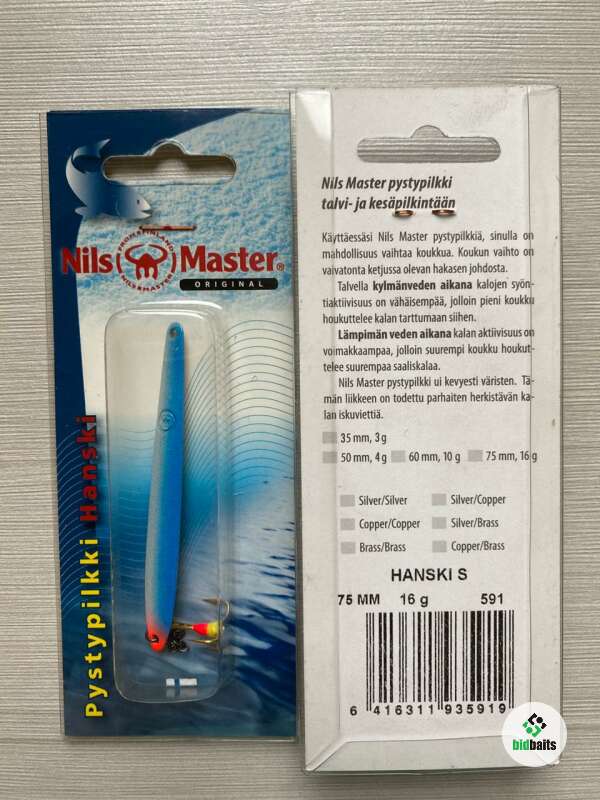 FROM FINLAND
Nils Master®
NILSMASTER
ORIGINAL
Pystypilkki Hanski
Nils Master pystypilkki
talvi- ja kesäpilkintään
Käyttäessäsi Nils Master pystypilkkiä, sinulla on
mahdollisuus vaihtaa koukkua. Koukun vaihto on
vaivatonta ketjussa olevan hakasen johdosta.
Talvella kylmänveden aikana kalojen syön-
tiaktiivisuus on vähäisempää, jolloin pieni koukku
houkuttelee kalan tarttumaan siihen.
Lämpimän veden aikana kalan aktiivisuus on
voimakkaampaa, jolloin suurempi koukku houkut-
telee suurempaa saaliskalaa.
Nils Master pystypilkki ui kevyesti väristen. Tä-
män liikkeen on todettu parhaiten herkistävän ka-
lan iskuviettiä.
35 mm, 3 g
50 mm, 4 g 60 mm, 10 g 75 mm, 16 g
Silver/Silver Silver/Copper
Copper/Copper Silver/Brass
Brass/Brass Copper/Brass
HANSKI S
75 MM 16 g 591
6 416311 935919
bidbaits